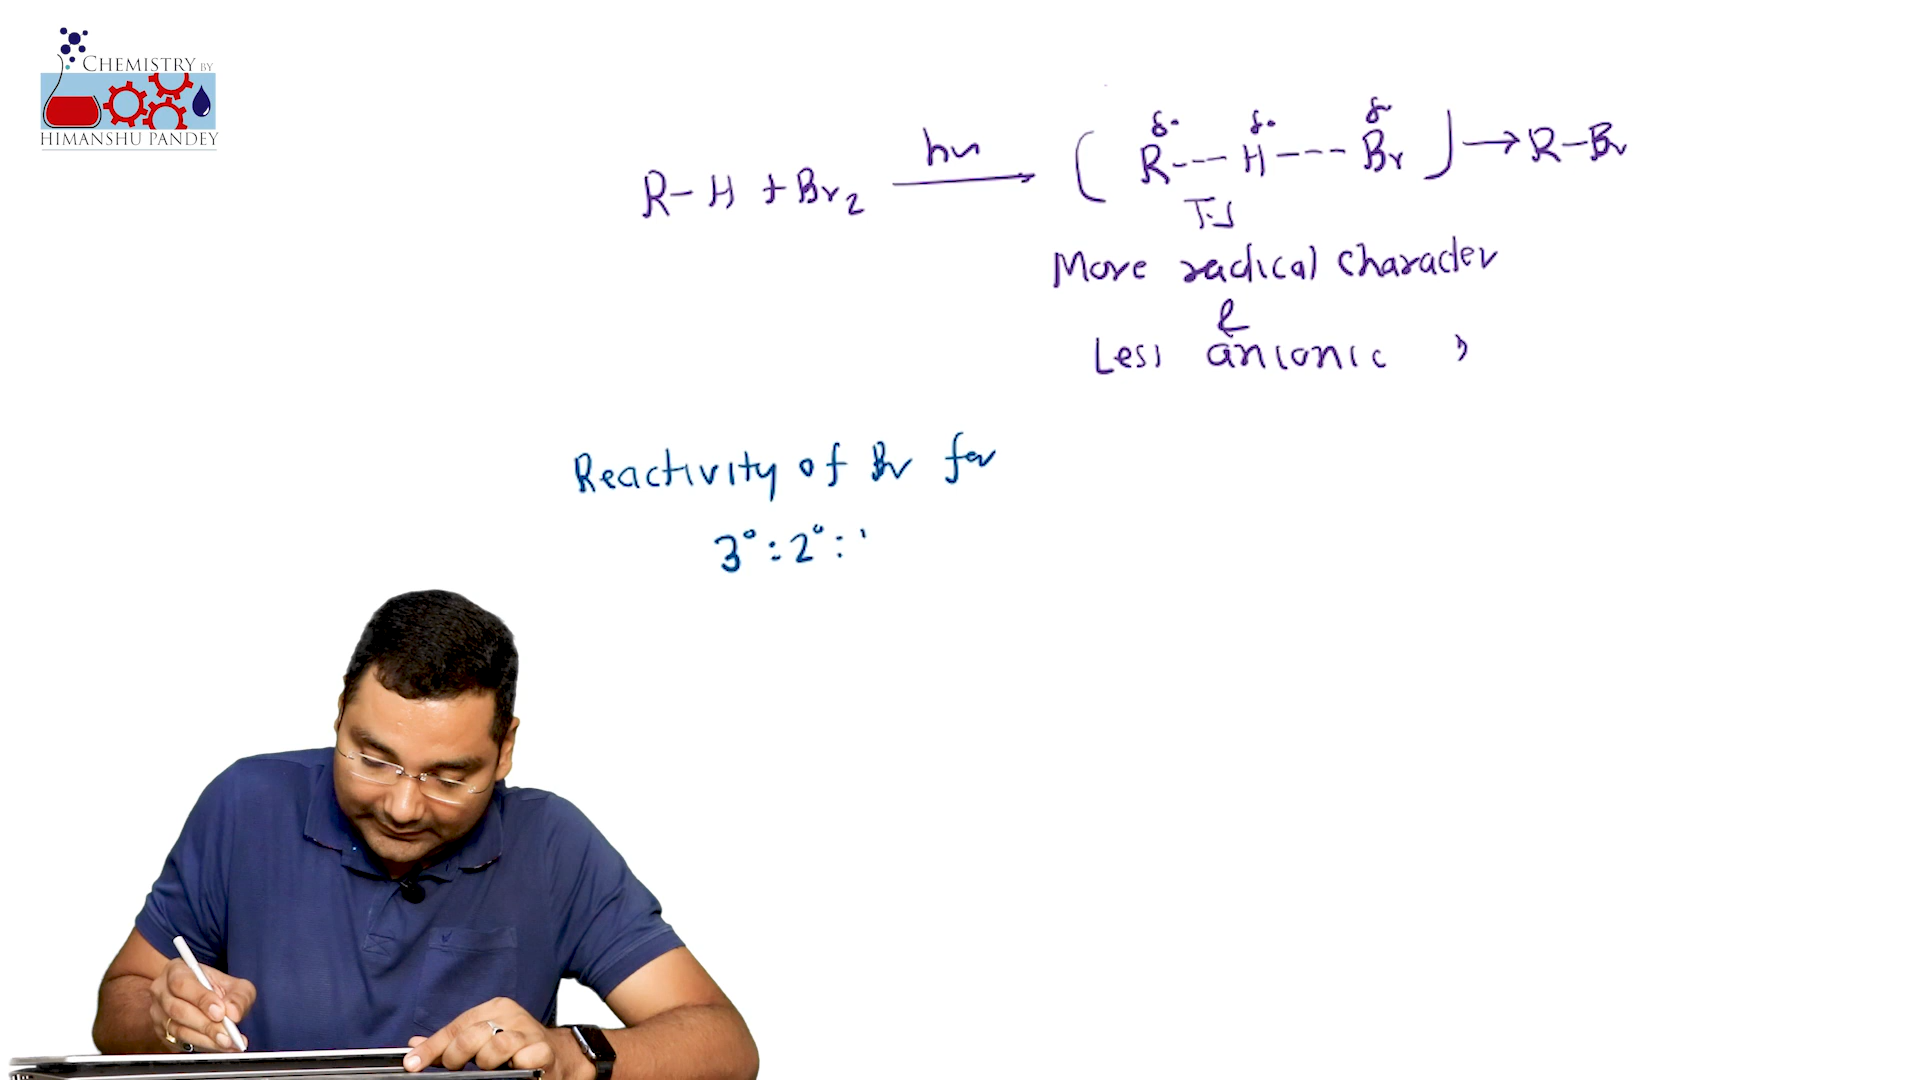 CHEMISTRY BY
HIMANSHU PANDEY
R-H + Br2 hν → ( R---H---Br ) → R-Br
δ• δ• δ-
T.S
More radical character
&
Less anionic "
Reactivity of Br for
3° : 2° :